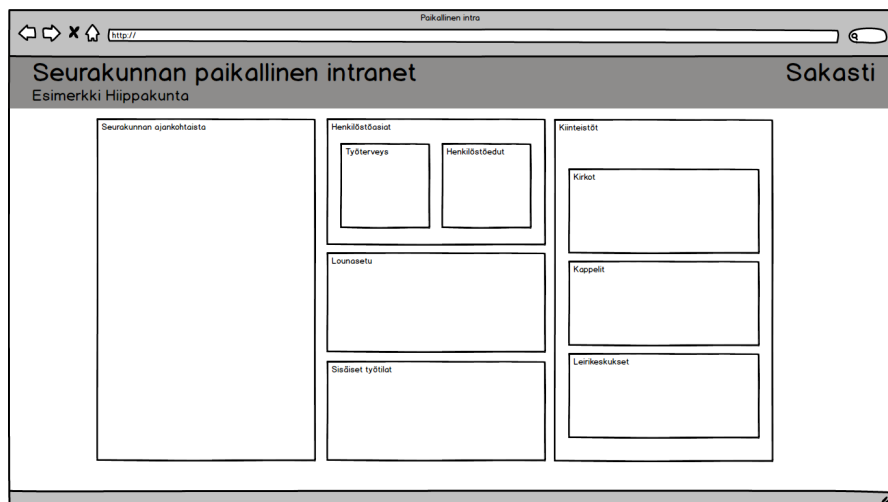 Paikallinen intra
http://
Seurakunnan paikallinen intranet
Sakasti
Esimerkki Hiippakunta
Seurakunnan ajankohtaista
Henkilöstöasiat
Työterveys
Henkilöstöedut
Lounasetu
Sisäiset työtilat
Kiinteistöt
Kirkot
Kappelit
Leirikeskukset